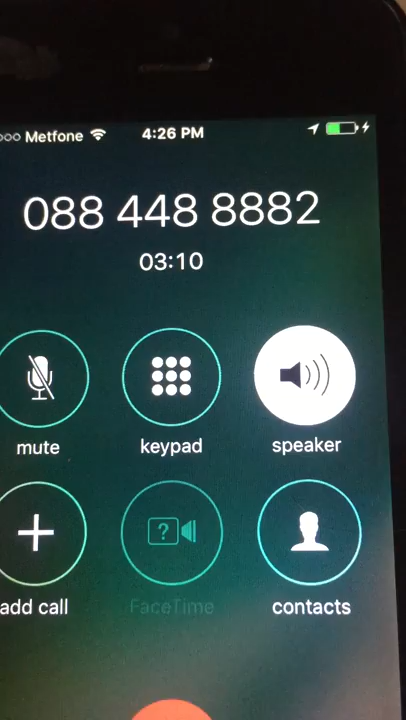 Metfone 4:26 PM
088 448 8882
03:10
mute keypad speaker
?
add call FaceTime contacts